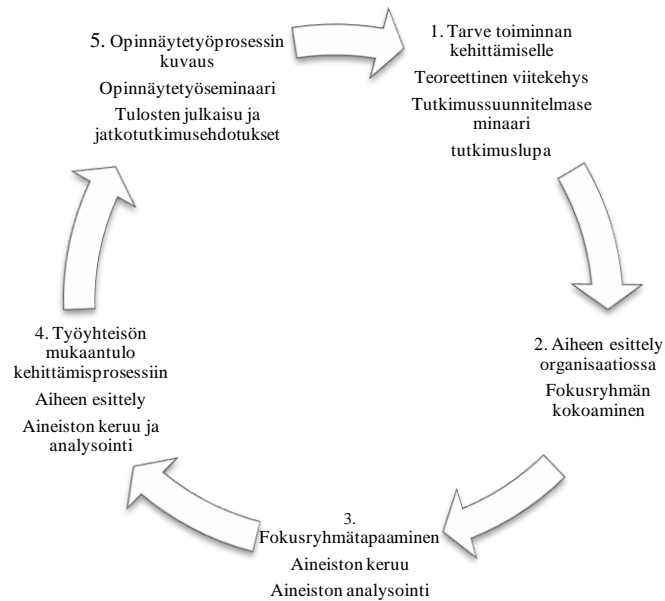 1. Tarve toiminnan
kehittämiselle
Teoreettinen viitekehys
Tutkimussuunnitelmase
minaari
tutkimuslupa
2. Aiheen esittely
organisaatiossa
Fokusryhmän
kokoaminen
3.
Fokusryhmätapaaminen
Aineiston keruu
Aineiston analysointi
4. Työyhteisön
mukaantulo
kehittämisprosessiin
Aiheen esittely
Aineiston keruu ja
analysointi
5. Opinnäytetyöprosessin
kuvaus
Opinnäytetyöseminaari
Tulosten julkaisu ja
jatkotutkimusehdotukset